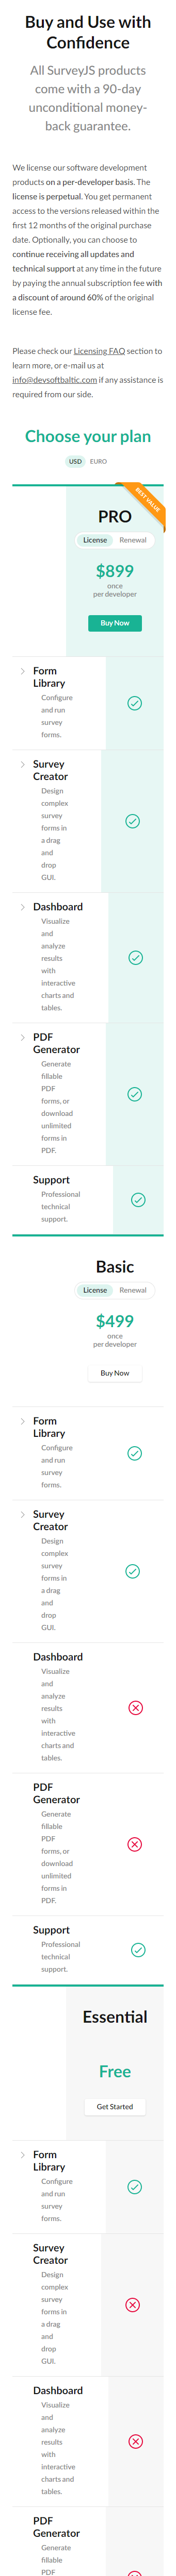 Buy and Use with
Confidence
All SurveyJS products
come with a 90-day
unconditional money-
back guarantee.
We license our software development
products on a per-developer basis. The
license is perpetual. You get permanent
access to the versions released within the
first 12 months of the original purchase
date. Optionally, you can choose to
continue receiving all updates and
technical support at any time in the future
by paying the annual subscription fee with
a discount of around 60% of the original
license fee.
Please check our Licensing FAQ section to
learn more, or e-mail us at
info@devsoftbaltic.com if any assistance is
required from our side.
Choose your plan
USD EURO
BEST VALUE
PRO
License Renewal
$899
once
per developer
Buy Now
Form
Library
Configure
and run
survey
forms.
Survey
Creator
Design
complex
survey
forms in
a drag
and
drop
GUI.
Dashboard
Visualize
and
analyze
results
with
interactive
charts and
tables.
PDF
Generator
Generate
fillable
PDF
forms, or
download
unlimited
forms in
PDF.
Support
Professional
technical
support.
Basic
License Renewal
$499
once
per developer
Buy Now
Form
Library
Configure
and run
survey
forms.
Survey
Creator
Design
complex
survey
forms in
a drag
and
drop
GUI.
Dashboard
Visualize
and
analyze
results
with
interactive
charts and
tables.
PDF
Generator
Generate
fillable
PDF
forms, or
download
unlimited
forms in
PDF.
Support
Professional
technical
support.
Essential
Free
Get Started
Form
Library
Configure
and run
survey
forms.
Survey
Creator
Design
complex
survey
forms in
a drag
and
drop
GUI.
Dashboard
Visualize
and
analyze
results
with
interactive
charts and
tables.
PDF
Generator
Generate
fillable
PDF